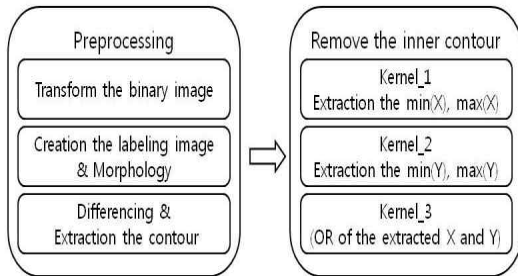 Preprocessing
Transform the binary image
Creation the labeling image
& Morphology
Differencing &
Extraction the contour
Remove the inner contour
Kernel_1
Extraction the min(X), max(X)
Kernel_2
Extraction the min(Y), max(Y)
Kernel_3
(OR of the extracted X and Y)